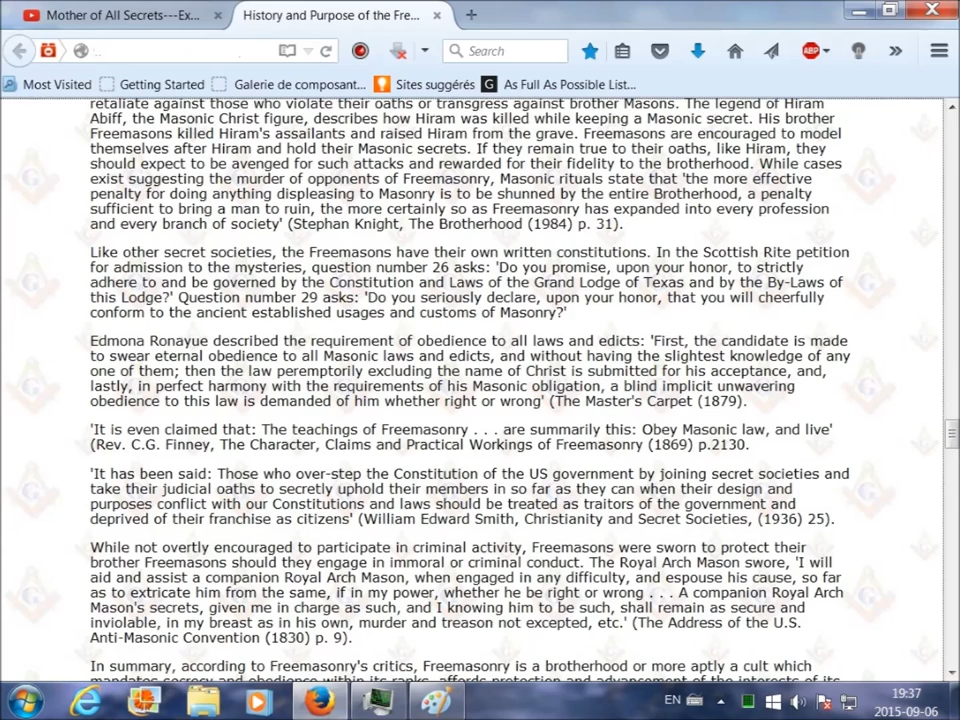 Mother of All Secrets---Ex...
History and Purpose of the Fre...
Search
ABP
Most Visited
Getting Started
Galerie de composant...
Sites suggérés
G As Full As Possible List...
retaliate against those who violate their oaths or transgress against brother Masons. The legend of Hiram
Abiff, the Masonic Christ figure, describes how Hiram was killed while keeping a Masonic secret. His brother
Freemasons killed Hiram's assailants and raised Hiram from the grave. Freemasons are encouraged to model
themselves after Hiram and hold their Masonic secrets. If they remain true to their oaths, like Hiram, they
should expect to be avenged for such attacks and rewarded for their fidelity to the brotherhood. While cases
exist suggesting the murder of opponents of Freemasonry, Masonic rituals state that 'the more effective
penalty for doing anything displeasing to Masonry is to be shunned by the entire Brotherhood, a penalty
sufficient to bring a man to ruin, the more certainly so as Freemasonry has expanded into every profession
and every branch of society' (Stephan Knight, The Brotherhood (1984) p. 31).
Like other secret societies, the Freemasons have their own written constitutions. In the Scottish Rite petition
for admission to the mysteries, question number 26 asks: 'Do you promise, upon your honor, to strictly
adhere to and be governed by the Constitution and Laws of the Grand Lodge of Texas and by the By-Laws of
this Lodge?' Question number 29 asks: 'Do you seriously declare, upon your honor, that you will cheerfully
conform to the ancient established usages and customs of Masonry?'
Edmona Ronayue described the requirement of obedience to all laws and edicts: 'First, the candidate is made
to swear eternal obedience to all Masonic laws and edicts, and without having the slightest knowledge of any
one of them; then the law peremptorily excluding the name of Christ is submitted for his acceptance, and,
lastly, in perfect harmony with the requirements of his Masonic obligation, a blind implicit unwavering
obedience to this law is demanded of him whether right or wrong' (The Master's Carpet (1879).
'It is even claimed that: The teachings of Freemasonry . . . are summarily this: Obey Masonic law, and live'
(Rev. C.G. Finney, The Character, Claims and Practical Workings of Freemasonry (1869) p.2130.
'It has been said: Those who over-step the Constitution of the US government by joining secret societies and
take their judicial oaths to secretly uphold their members in so far as they can when their design and
purposes conflict with our Constitutions and laws should be treated as traitors of the government and
deprived of their franchise as citizens' (William Edward Smith, Christianity and Secret Societies, (1936) 25).
While not overtly encouraged to participate in criminal activity, Freemasons were sworn to protect their
brother Freemasons should they engage in immoral or criminal conduct. The Royal Arch Mason swore, 'I will
aid and assist a companion Royal Arch Mason, when engaged in any difficulty, and espouse his cause, so far
as to extricate him for the same, if in my power, whether he be right or wrong . . . A companion Royal Arch
Mason's secrets, given me in charge as such, and I knowing him to be such, shall remain as secure and
inviolable, in my breast as in his own, murder and treason not excepted, etc.' (The Address of the U.S.
Anti-Masonic Convention (1830) p. 9).
In summary, according to Freemasonry's critics, Freemasonry is a brotherhood or more aptly a cult which
mandates secrecy and obedience within its ranks, affords protection and advancement of the interests of its
EN
19:37
2015-09-06